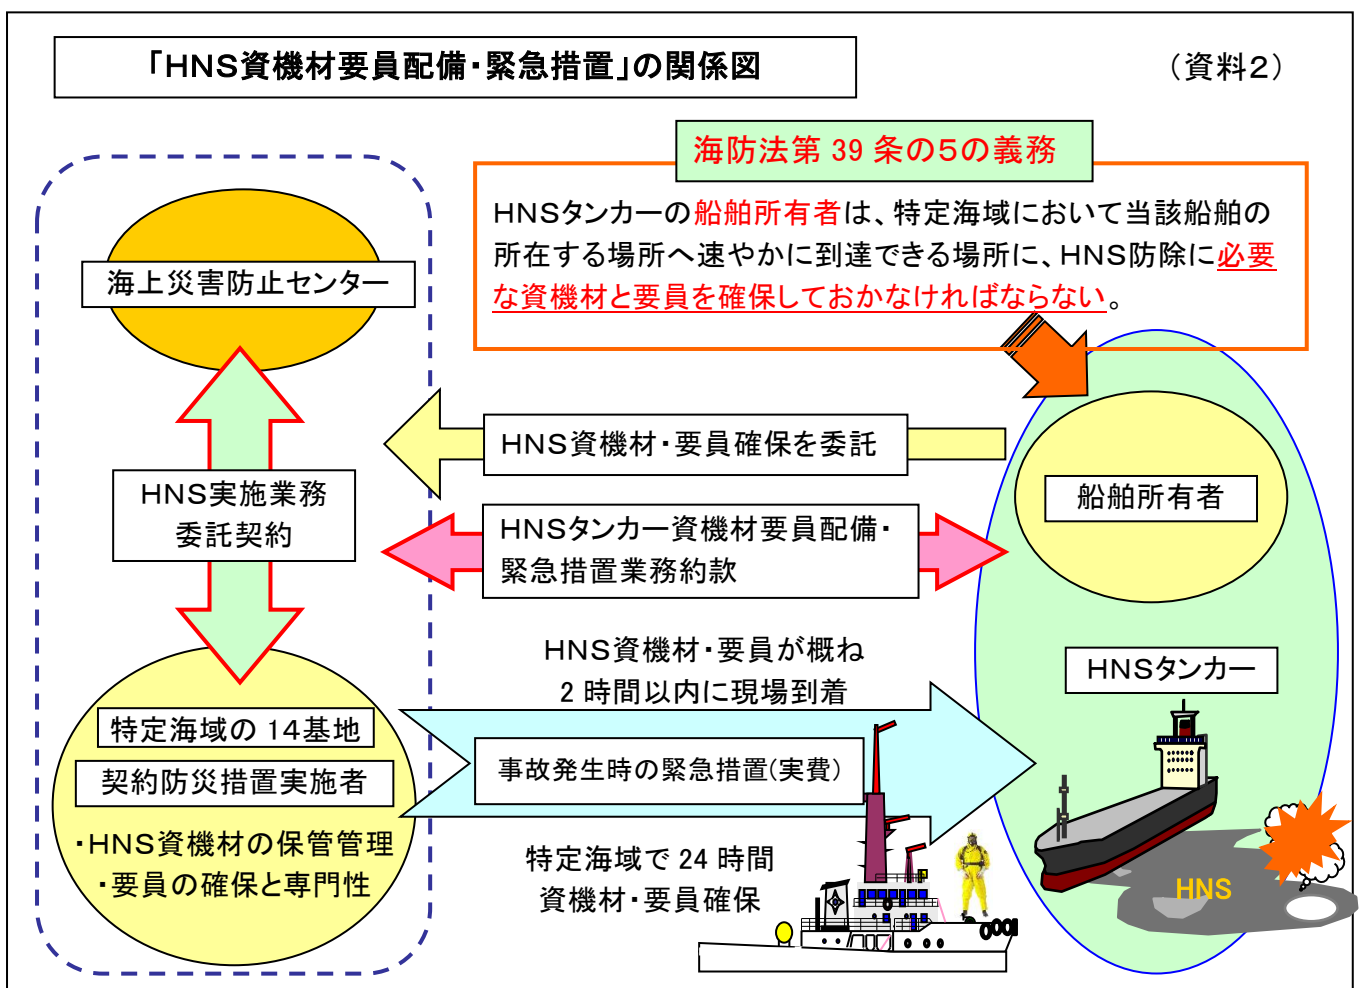 「HNS資機材要員配備・緊急措置」の関係図
（資料２）
海防法第 39 条の５の義務
HNSタンカーの船舶所有者は、特定海域において当該船舶の
所在する場所へ速やかに到達できる場所に、HNS防除に必要
な資機材と要員を確保しておかなければならない。
海上災害防止センター
HNS資機材・要員確保を委託
HNS実施業務
委託契約
船舶所有者
HNSタンカー資機材要員配備・
緊急措置業務約款
HNS資機材・要員が概ね
2 時間以内に現場到着
HNSタンカー
特定海域の 14基地
契約防災措置実施者
・HNS資機材の保管管理
・要員の確保と専門性
事故発生時の緊急措置(実費)
特定海域で 24 時間
資機材・要員確保
HNS